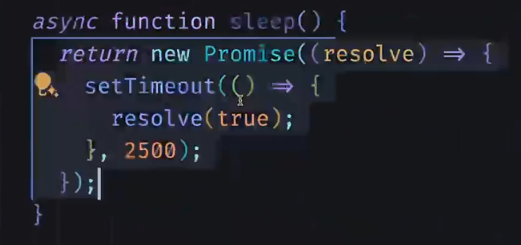 async function sleep() {
  return new Promise((resolve) => {
    setTimeout(() => {
      resolve(true);
    }, 2500);
  });
}